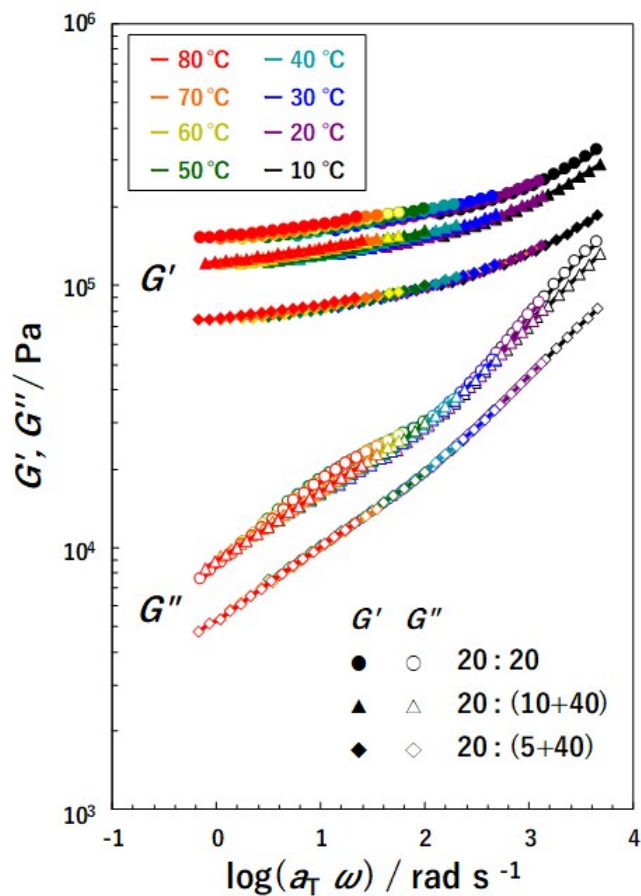 10⁶
10⁵
10⁴
10³
G', G'' / Pa
80 °C
40 °C
70 °C
30 °C
60 °C
20 °C
50 °C
10 °C
G'
G''
G' G''
20 : 20
20 : (10+40)
20 : (5+40)
-1 0 1 2 3 4
log(a_T ω) / rad s⁻¹